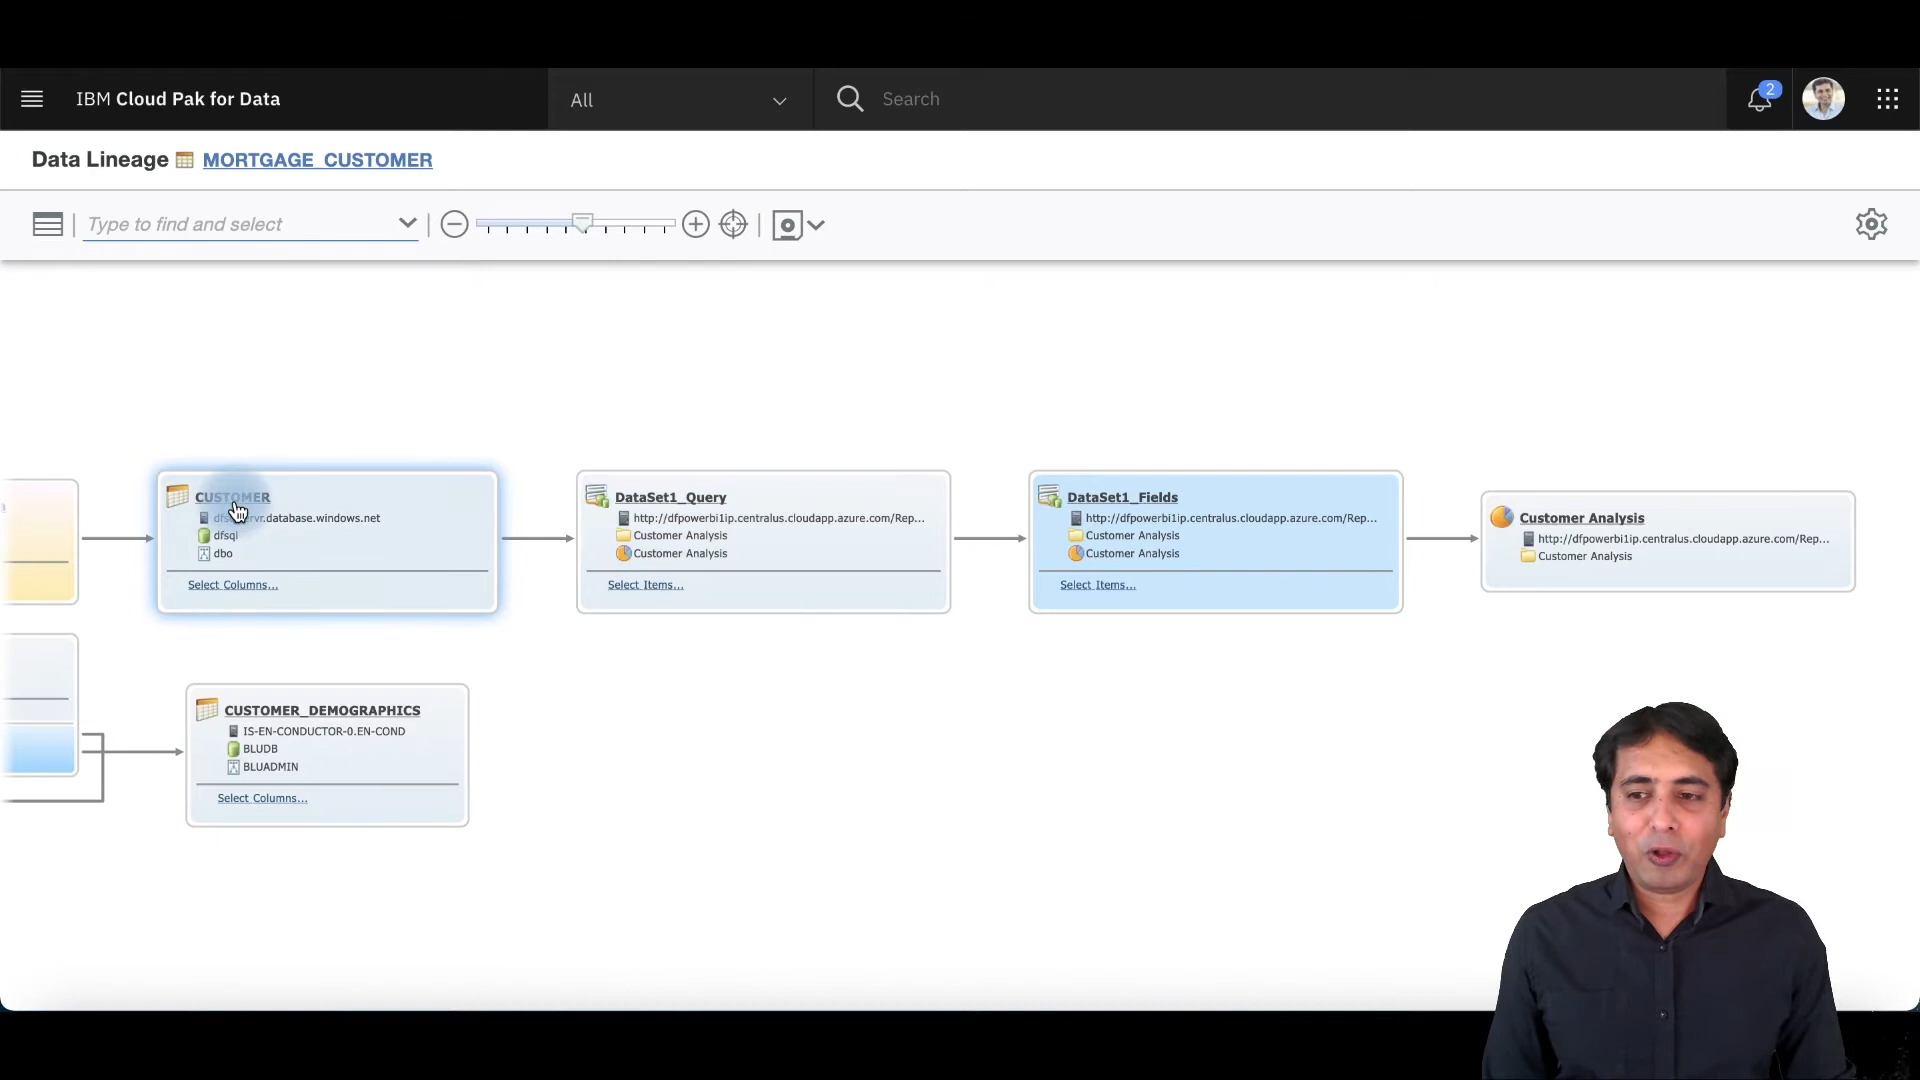 IBM Cloud Pak for Data
All
Search
2
Data Lineage MORTGAGE_CUSTOMER
Type to find and select
CUSTOMER
database.windows.net
dfsql
dbo
Select Columns...
DataSet1_Query
http://dfpowerbi1ip.centralus.cloudapp.azure.com/Rep...
Customer Analysis
Customer Analysis
Select Items...
DataSet1_Fields
http://dfpowerbi1ip.centralus.cloudapp.azure.com/Rep...
Customer Analysis
Customer Analysis
Select Items...
Customer Analysis
http://dfpowerbi1ip.centralus.cloudapp.azure.com/Rep...
Customer Analysis
CUSTOMER_DEMOGRAPHICS
IS-EN-CONDUCTOR-0.EN-COND
BLUDB
BLUADMIN
Select Columns...